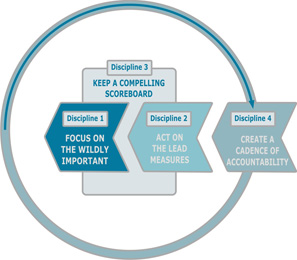 Discipline 3
KEEP A COMPELLING
SCOREBOARD
Discipline 1
FOCUS ON
THE WILDLY
IMPORTANT
Discipline 2
ACT ON
THE LEAD
MEASURES
Discipline 4
CREATE A
CADENCE OF
ACCOUNTABILITY